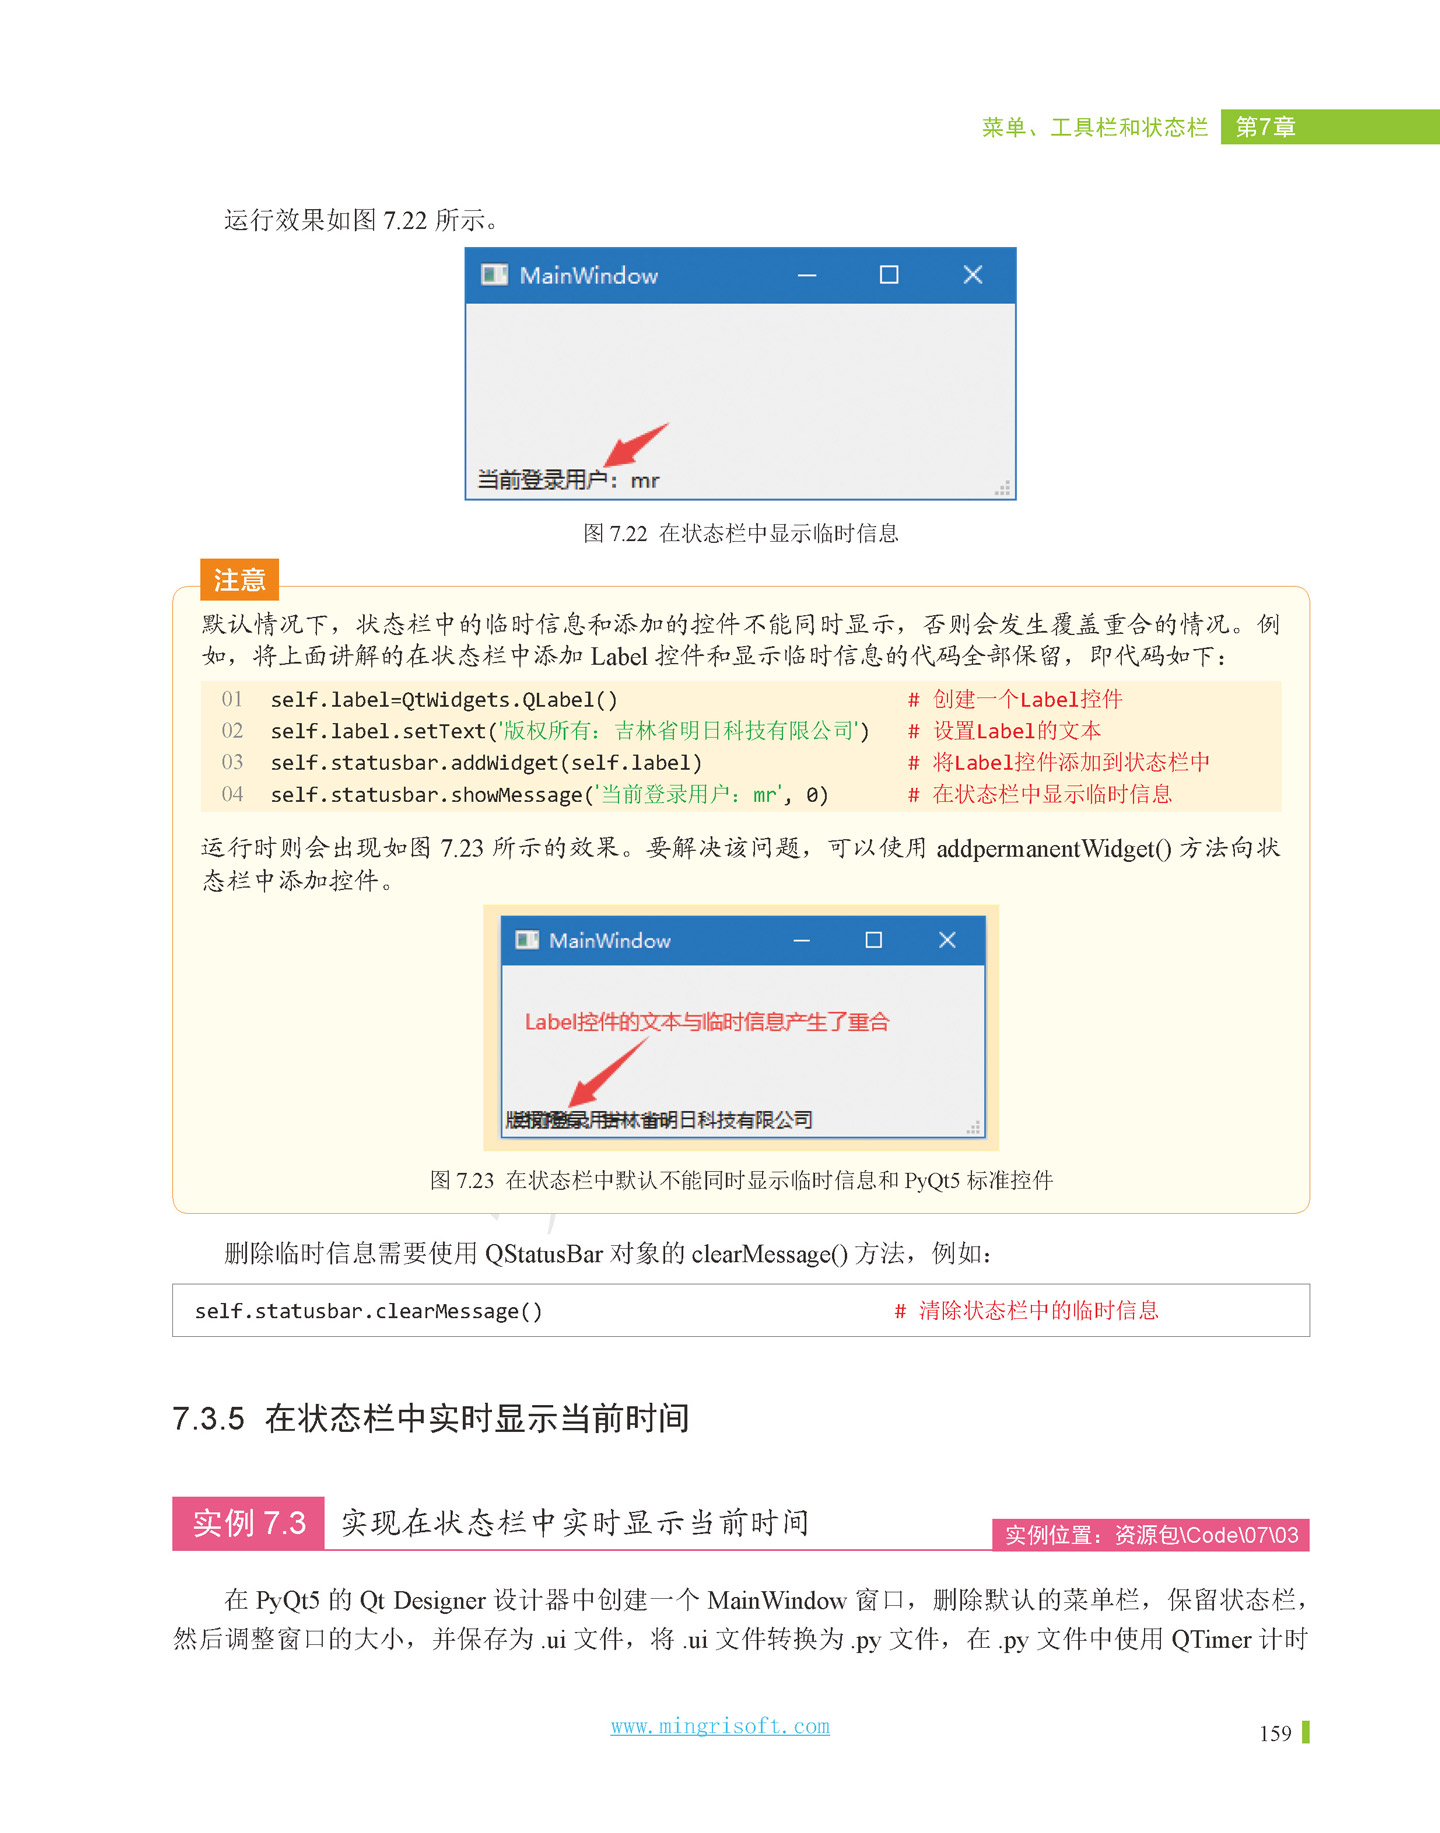 菜单、工具栏和状态栏 第7章
运行效果如图 7.22 所示。
MainWindow
当前登录用户：mr
图 7.22 在状态栏中显示临时信息
注意
默认情况下，状态栏中的临时信息和添加的控件不能同时显示，否则会发生覆盖重合的情况。例
如，将上面讲解的在状态栏中添加 Label 控件和显示临时信息的代码全部保留，即代码如下：
01 self.label=QtWidgets.QLabel() # 创建一个Label控件
02 self.label.setText('版权所有：吉林省明日科技有限公司') # 设置Label的文本
03 self.statusbar.addWidget(self.label) # 将Label控件添加到状态栏中
04 self.statusbar.showMessage('当前登录用户：mr', 0) # 在状态栏中显示临时信息
运行时则会出现如图 7.23 所示的效果。要解决该问题，可以使用 addpermanentWidget() 方法向状
态栏中添加控件。
MainWindow
Label控件的文本与临时信息产生了重合
明日科技有限公司
图 7.23 在状态栏中默认不能同时显示临时信息和 PyQt5 标准控件
删除临时信息需要使用 QStatusBar 对象的 clearMessage() 方法，例如：
self.statusbar.clearMessage() # 清除状态栏中的临时信息
7.3.5 在状态栏中实时显示当前时间
实例 7.3 实现在状态栏中实时显示当前时间
实例位置：资源包\Code\07\03
在 PyQt5 的 Qt Designer 设计器中创建一个 MainWindow 窗口，删除默认的菜单栏，保留状态栏，
然后调整窗口的大小，并保存为 .ui 文件，将 .ui 文件转换为 .py 文件，在 .py 文件中使用 QTimer 计时
www.mingrisoft.com
159